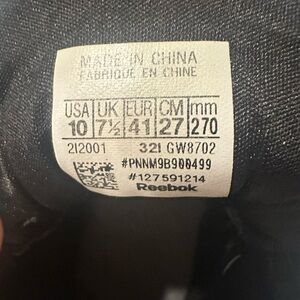 MADE IN CHINA
FABRIQUE EN CHINE
USA UK EUR CM mm
10 7½ 41 27 270
212001 321 GW8702
#PNNM9B900499
#127591214
Reebok